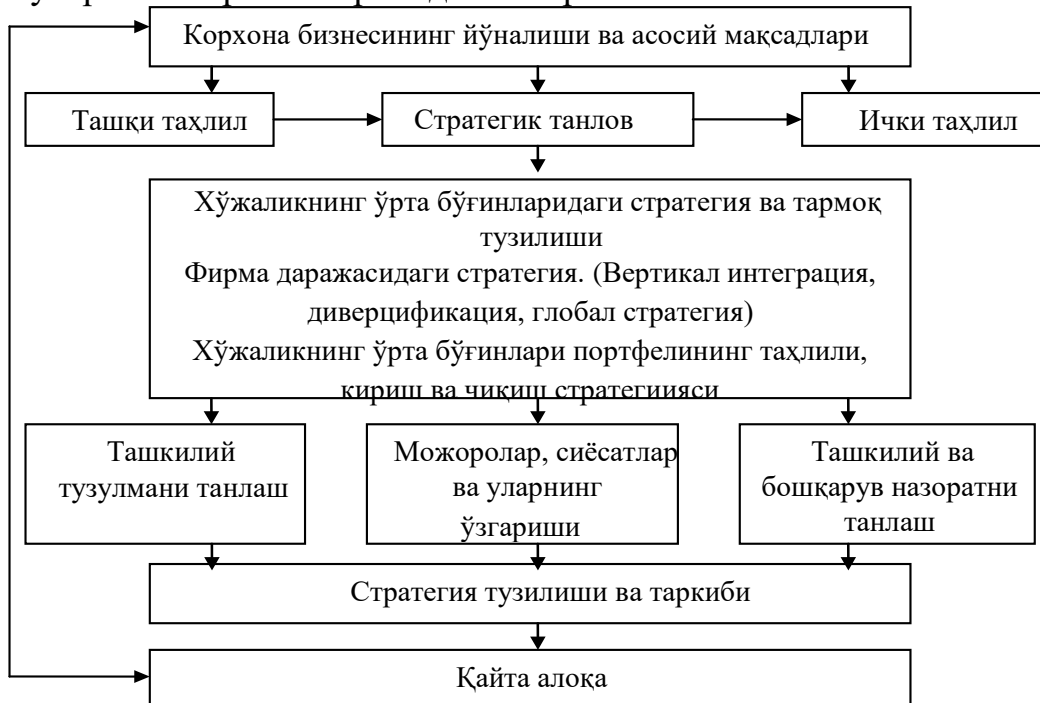 Корхона бизнесининг йўналиши ва асосий мақсадлари
Ташқи таҳлил
Стратегик танлов
Ички таҳлил
Хўжаликнинг ўрта бўғинларидаги стратегия ва тармоқ
тузилиши
Фирма даражасидаги стратегия. (Вертикал интеграция,
диверцификация, глобал стратегия)
Хўжаликнинг ўрта бўғинлари портфелининг таҳлили,
кириш ва чиқиш стратегииияси
Ташкилий
тузулмани танлаш
Можоролар, сиёсатлар
ва уларнинг
ўзгариши
Ташкилий ва
бошқарув назоратни
танлаш
Стратегия тузилиши ва таркиби
Қайта алоқа